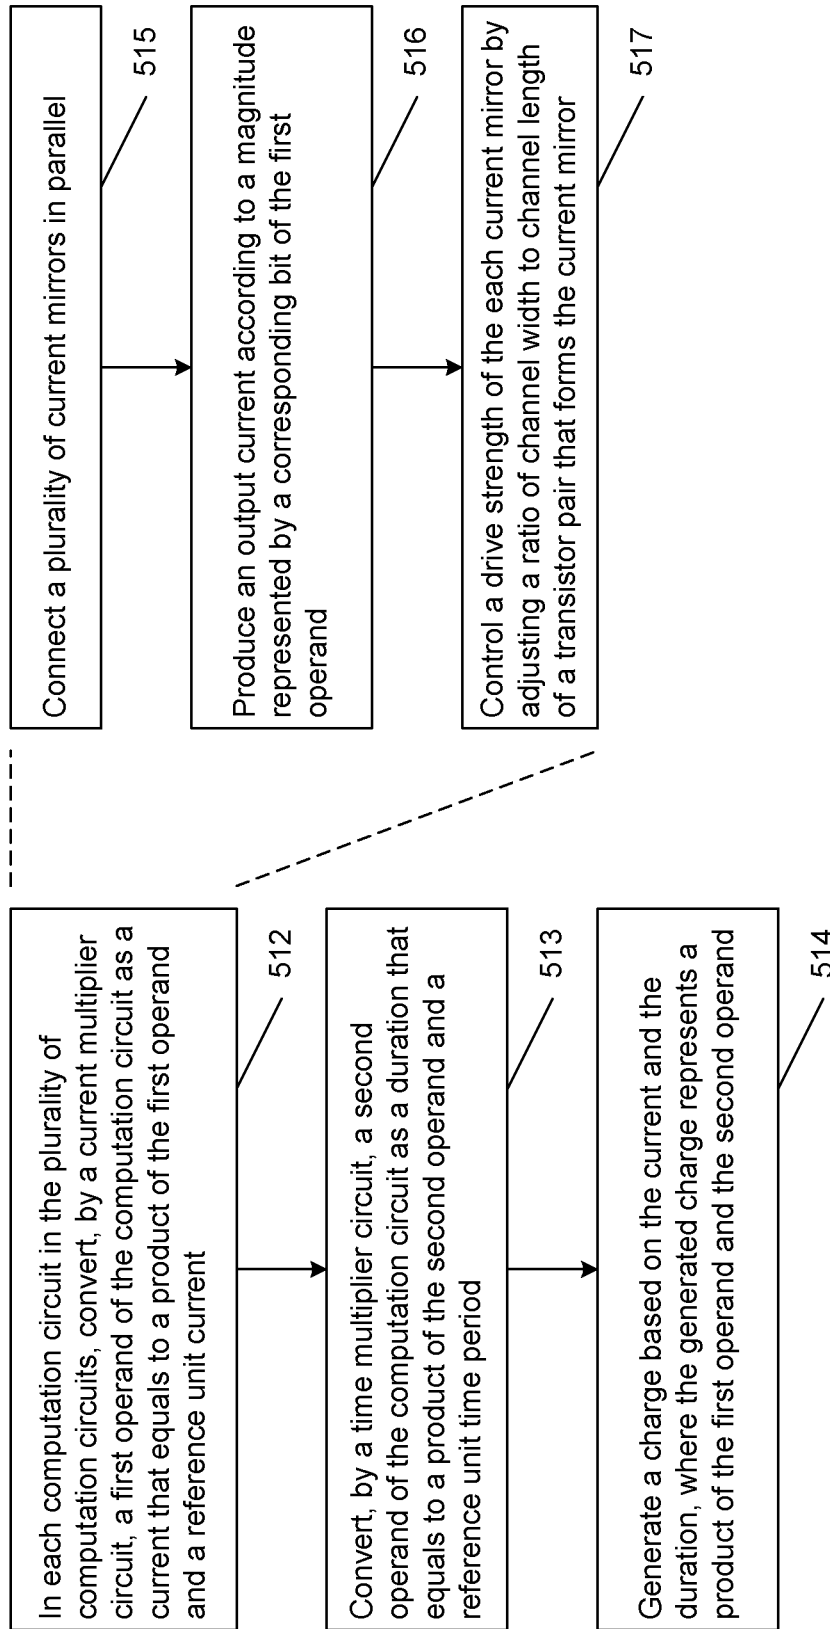 In each computation circuit in the plurality of
computation circuits, convert, by a current multiplier
circuit, a first operand of the computation circuit as a
current that equals to a product of the first operand
and a reference unit current
512
Convert, by a time multiplier circuit, a second
operand of the computation circuit as a duration that
equals to a product of the second operand and a
reference unit time period
513
Generate a charge based on the current and the
duration, where the generated charge represents a
product of the first operand and the second operand
514
Connect a plurality of current mirrors in parallel
515
Produce an output current according to a magnitude
represented by a corresponding bit of the first
operand
516
Control a drive strength of the each current mirror by
adjusting a ratio of channel width to channel length
of a transistor pair that forms the current mirror
517